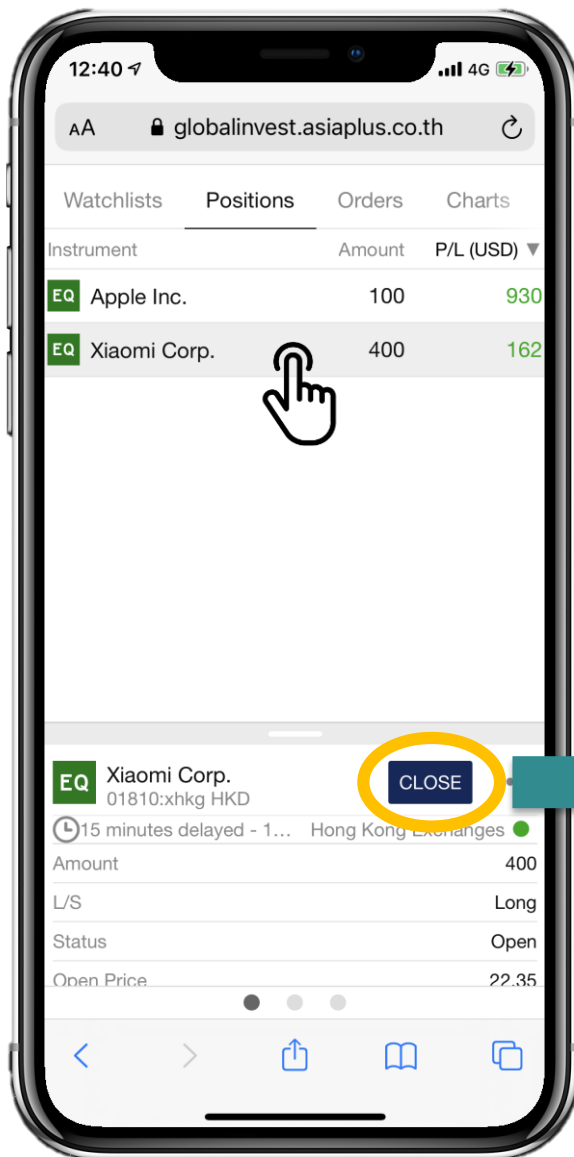 12:40 4G
AA globalinvest.asiaplus.co.th
Watchlists Positions Orders Charts
Instrument Amount P/L (USD) ▼
EQ Apple Inc. 100 930
EQ Xiaomi Corp. 400 162
EQ Xiaomi Corp. CLOSE
01810:xhkg HKD
15 minutes delayed - 1... Hong Kong Exchanges
Amount 400
L/S Long
Status Open
Open Price 22.35